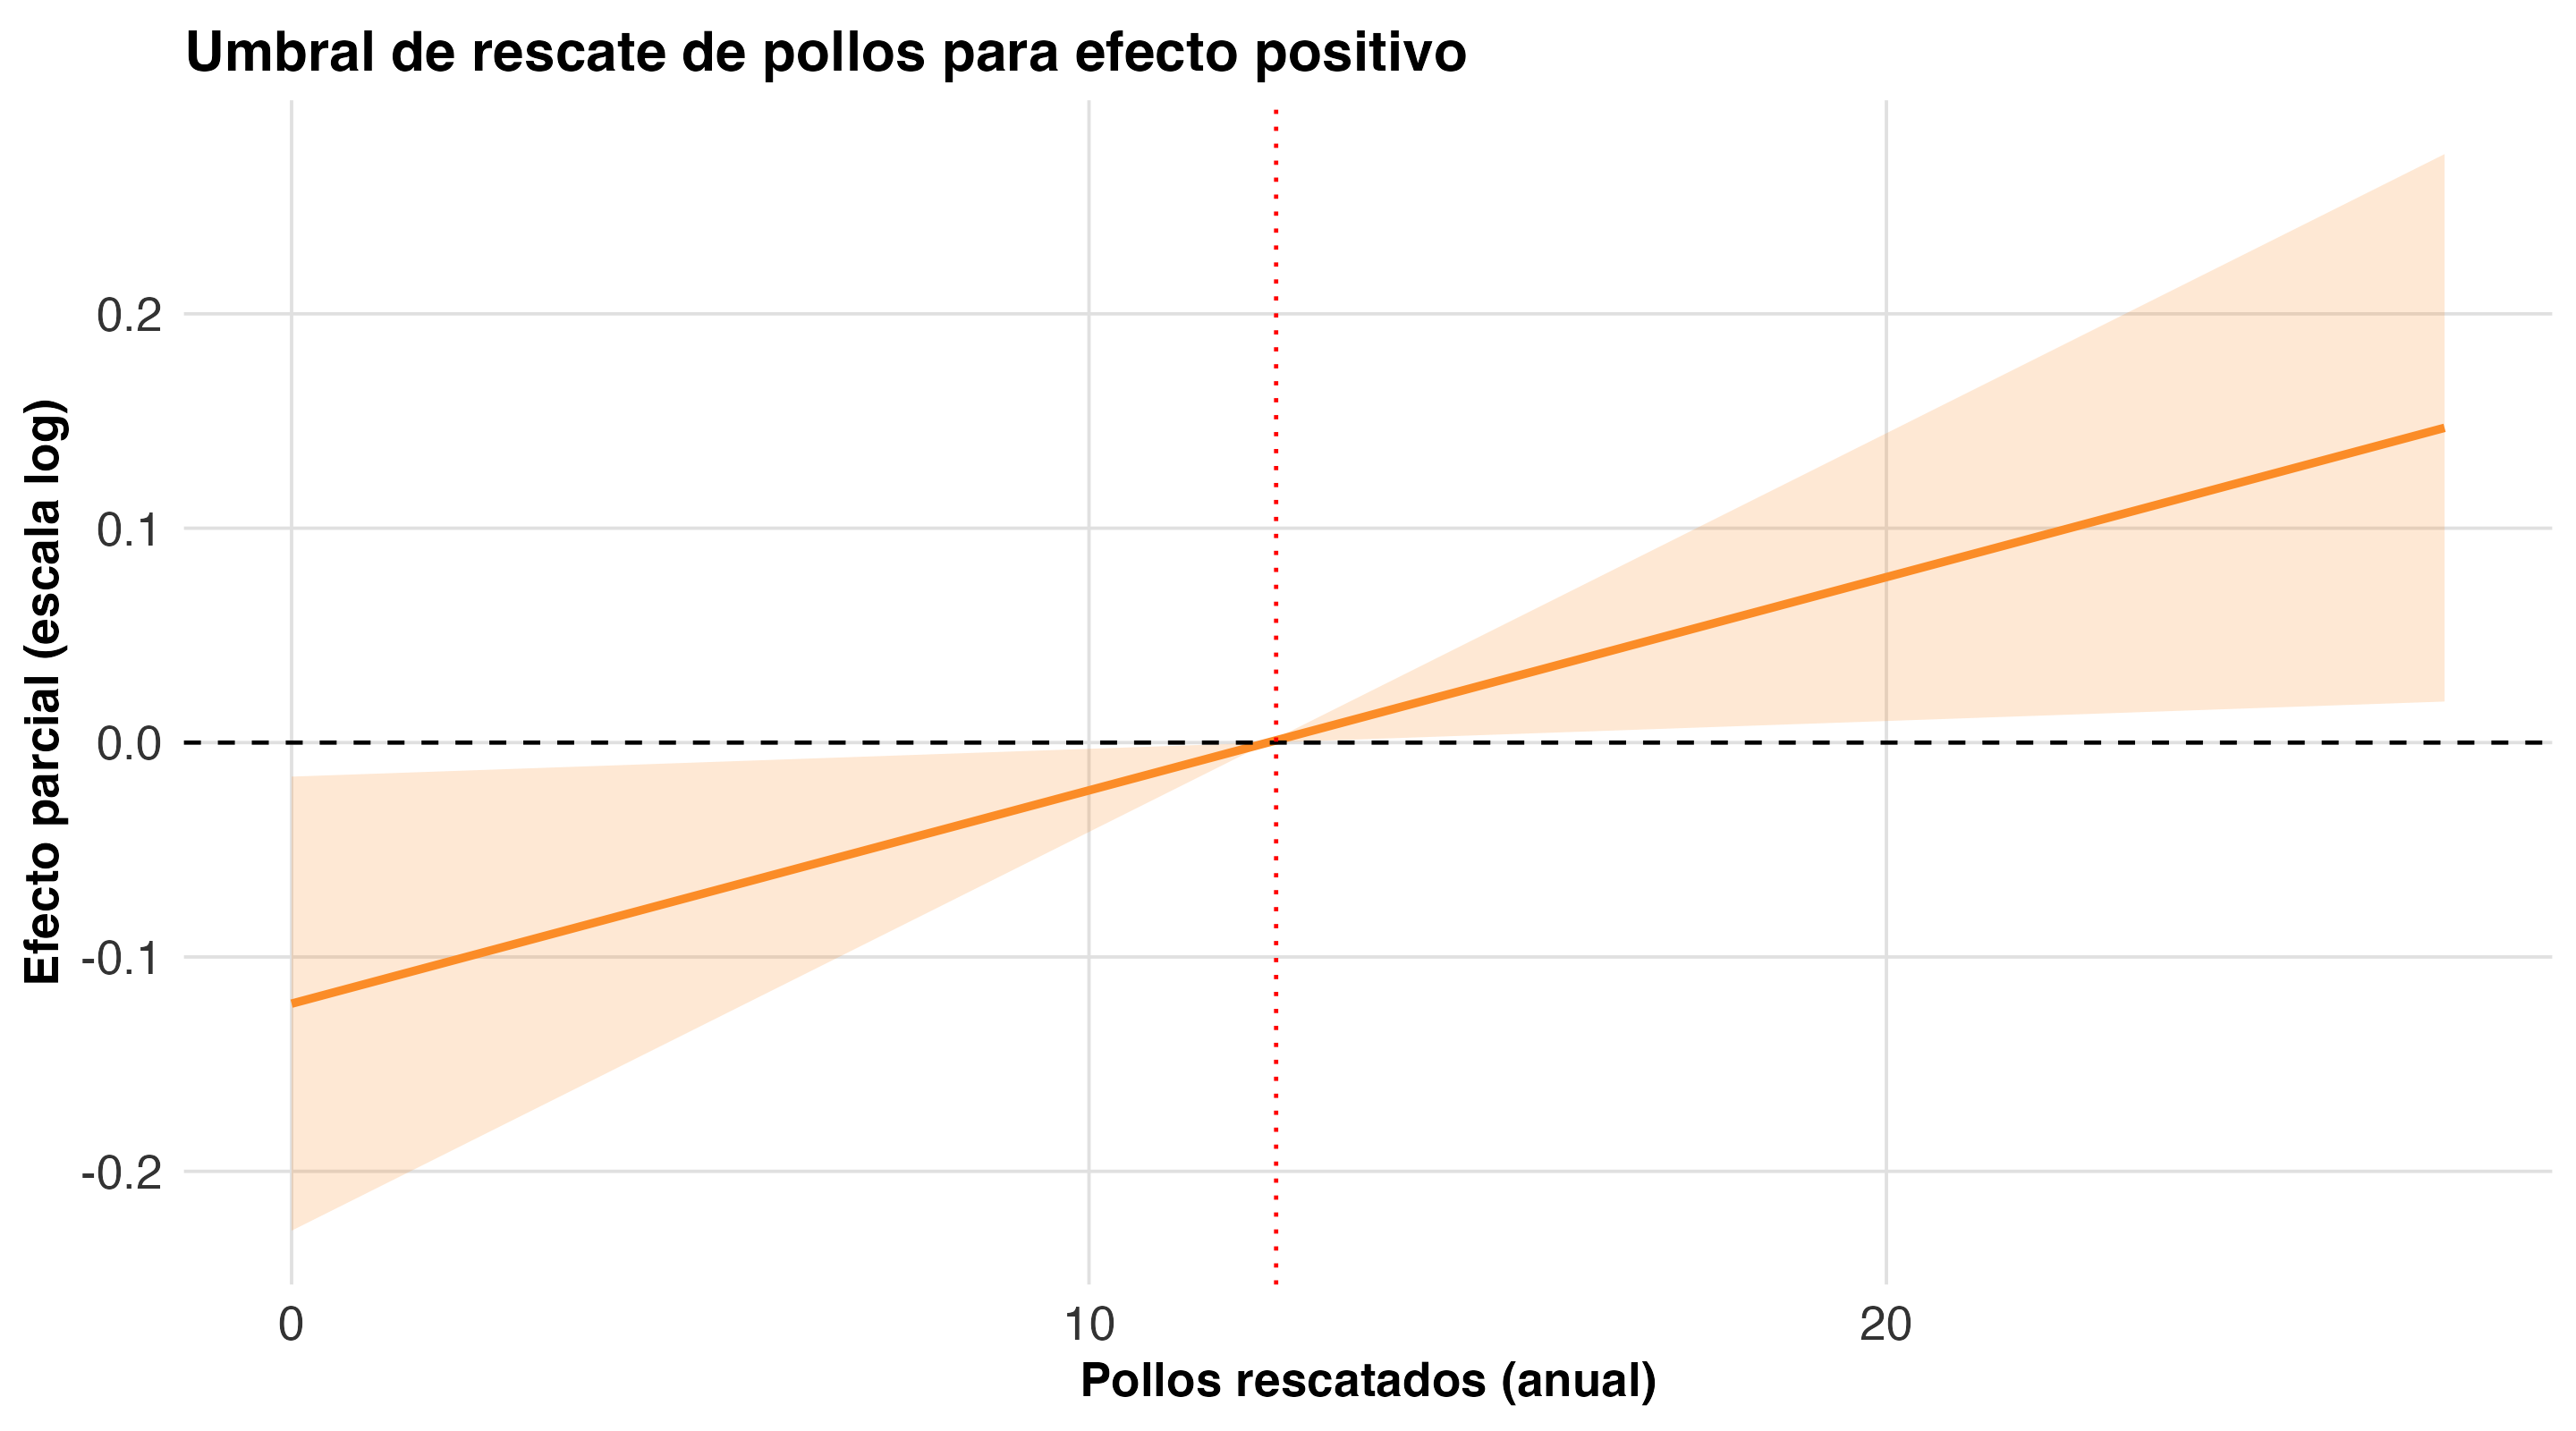 Umbral de rescate de pollos para efecto positivo
Efecto parcial (escala log)
0.2
0.1
0.0
-0.1
-0.2
0
10
20
Pollos rescatados (anual)